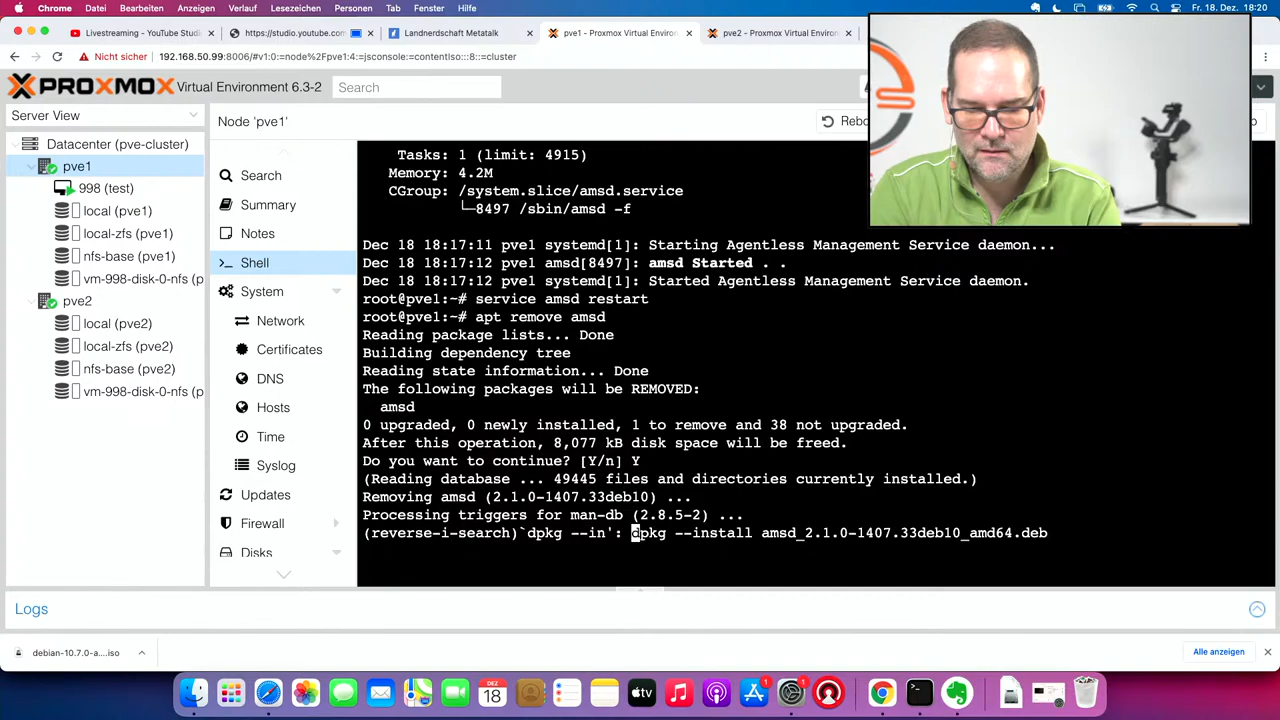 Chrome Datei Bearbeiten Anzeigen Verlauf Lesezeichen Personen Tab Fenster Hilfe
Fr. 18. Dez. 18:20
Livestreaming - YouTube Studi
https://studio.youtube.com
Landnerdschaft Metatalk
pve1 - Proxmox Virtual Environ
pve2 - Proxmox Virtual Environ
Nicht sicher 192.168.50.99:8006/#v1:0:=node%2Fpve1:4:=jsconsole:=contentIso:::8::=cluster
PROXMOX Virtual Environment 6.3-2 Search
Server View
Datacenter (pve-cluster)
pve1
998 (test)
local (pve1)
local-zfs (pve1)
nfs-base (pve1)
vm-998-disk-0-nfs (p
pve2
local (pve2)
local-zfs (pve2)
nfs-base (pve2)
vm-998-disk-0-nfs (p
Node 'pve1'
Rebo
Search
Summary
Notes
>_ Shell
System
Network
Certificates
DNS
Hosts
Time
Syslog
Updates
Firewall
Disks
Tasks: 1 (limit: 4915)
Memory: 4.2M
CGroup: /system.slice/amsd.service
└─8497 /sbin/amsd -f
Dec 18 18:17:11 pve1 systemd[1]: Starting Agentless Management Service daemon...
Dec 18 18:17:12 pve1 amsd[8497]: amsd Started . .
Dec 18 18:17:12 pve1 systemd[1]: Started Agentless Management Service daemon.
root@pve1:~# service amsd restart
root@pve1:~# apt remove amsd
Reading package lists... Done
Building dependency tree
Reading state information... Done
The following packages will be REMOVED:
amsd
0 upgraded, 0 newly installed, 1 to remove and 38 not upgraded.
After this operation, 8,077 kB disk space will be freed.
Do you want to continue? [Y/n] Y
(Reading database ... 49445 files and directories currently installed.)
Removing amsd (2.1.0-1407.33deb10) ...
Processing triggers for man-db (2.8.5-2) ...
(reverse-i-search)`dpkg --in': dpkg --install amsd_2.1.0-1407.33deb10_amd64.deb
Logs
debian-10.7.0-a....iso
Alle anzeigen
DEZ
18
tv
1
1